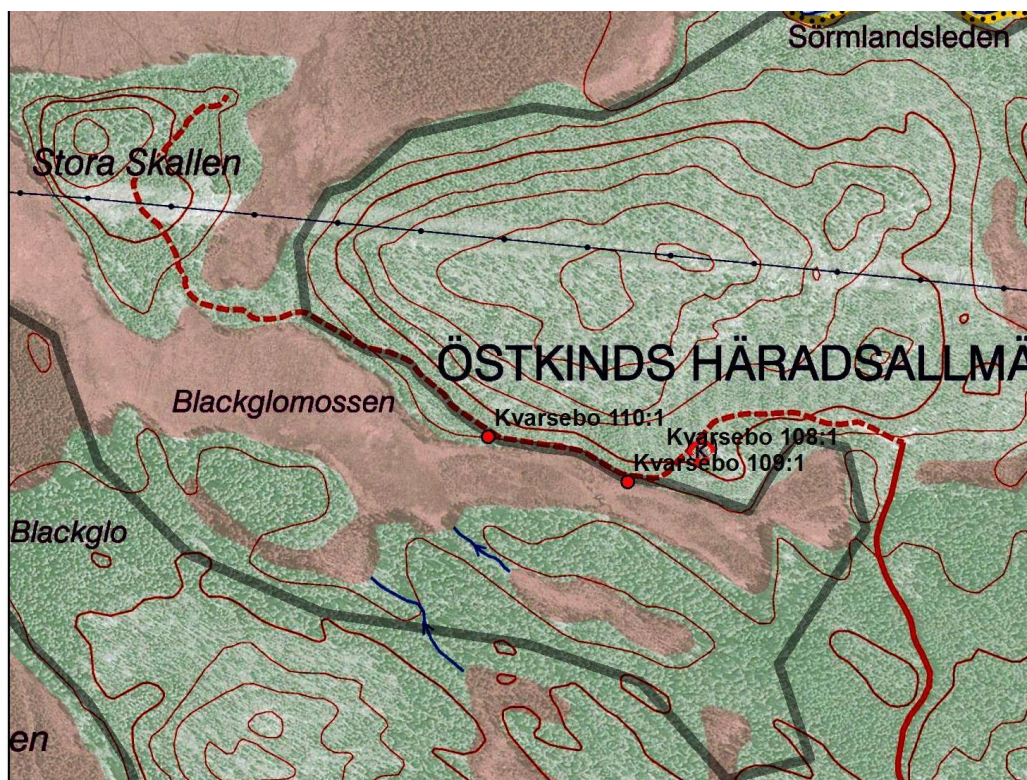 Sörmlandsleden
Stora Skallen
ÖSTKINDS HÄRADSALLMÄ
Blackglomossen
Kvarsebo 110:1
Kvarsebo 108:1
K
Kvarsebo 109:1
Blackglo
en